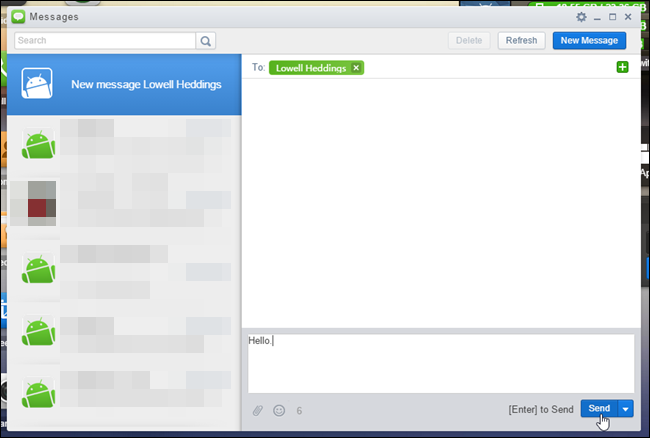 Messages
Search
Delete
Refresh
New Message
New message Lowell Heddings
To: Lowell Heddings
Hello.
6
[Enter] to Send
Send